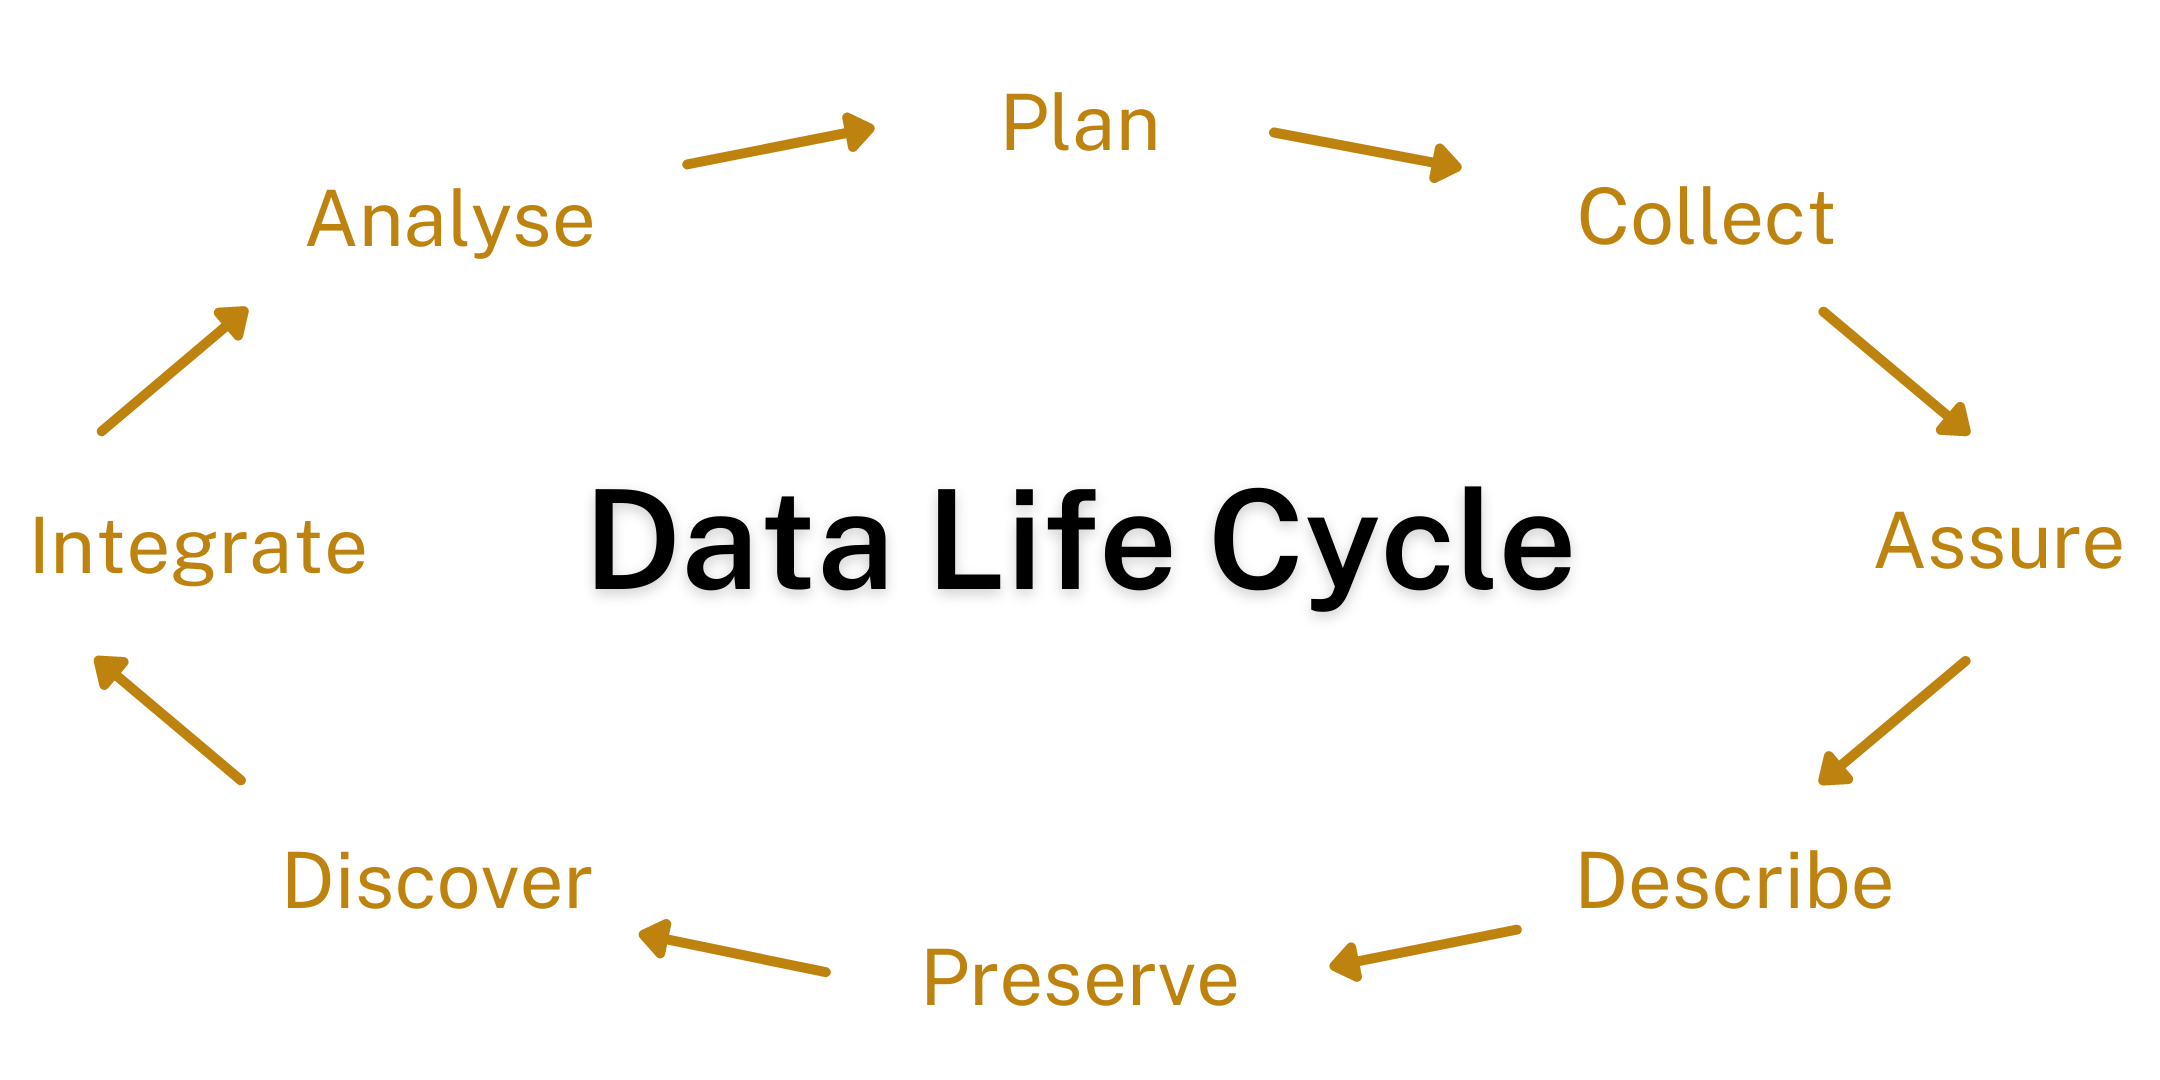 Plan
Collect
Assure
Describe
Preserve
Discover
Integrate
Analyse
Data Life Cycle